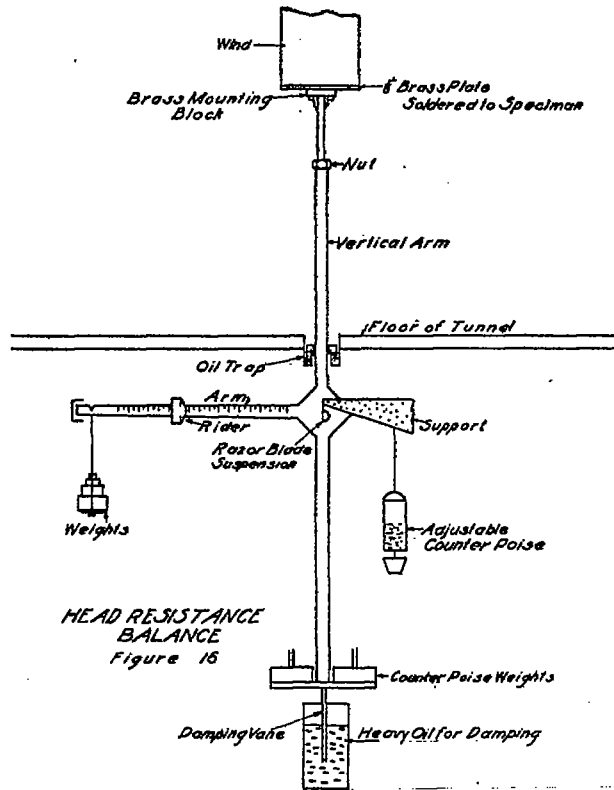 Wind
1/8" Brass Plate
Soldered to Specimen
Brass Mounting
Block
Nut
Vertical Arm
Floor of Tunnel
Oil Trap
Arm
Rider
Support
Razor Blade
Suspension
Weights
Adjustable
Counter Poise
HEAD RESISTANCE
BALANCE
Figure 16
Counter Poise Weights
Damping Vane
Heavy Oil for Damping